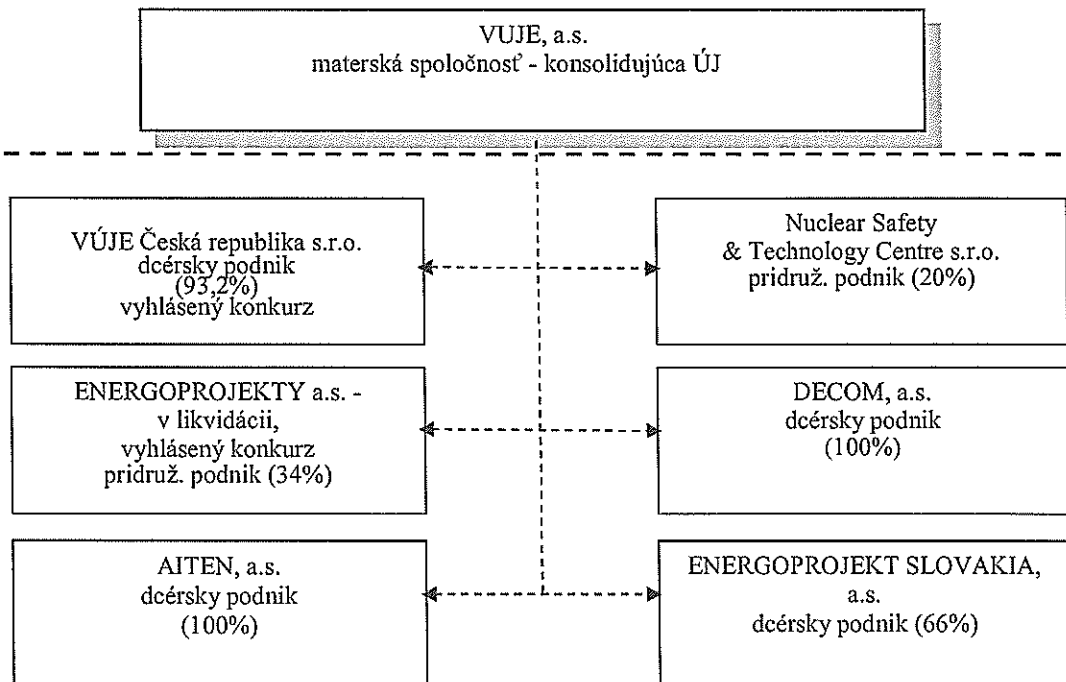 VUJE, a.s.
materská spoločnosť - konsolidujúca ÚJ
VÚJE Česká republika s.r.o.
dcérsky podnik
(93,2%)
vyhlásený konkurz
Nuclear Safety
& Technology Centre s.r.o.
pridruž. podnik (20%)
ENERGOPROJEKTY a.s. -
v likvidácii,
vyhlásený konkurz
pridruž. podnik (34%)
DECOM, a.s.
dcérsky podnik
(100%)
AITEN, a.s.
dcérsky podnik
(100%)
ENERGOPROJEKT SLOVAKIA,
a.s.
dcérsky podnik (66%)